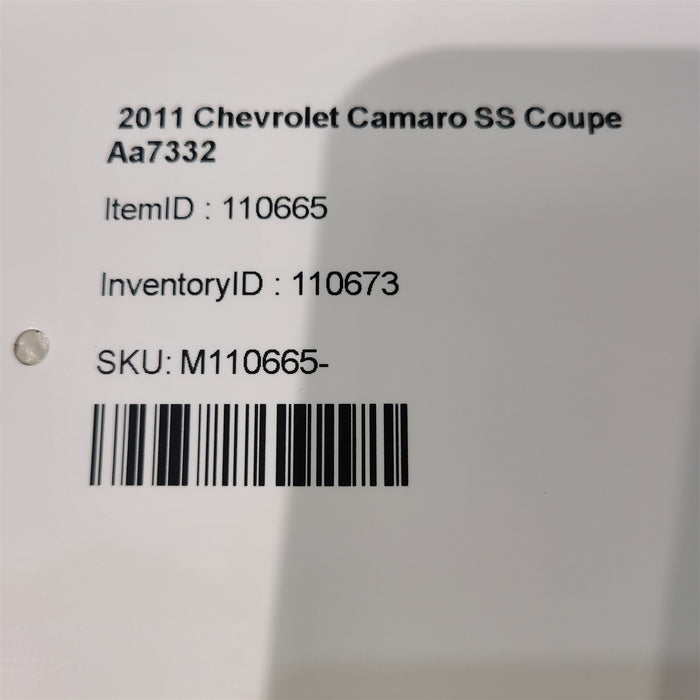 2011 Chevrolet Camaro SS Coupe
Aa7332
ItemID : 110665
InventoryID : 110673
SKU: M110665-